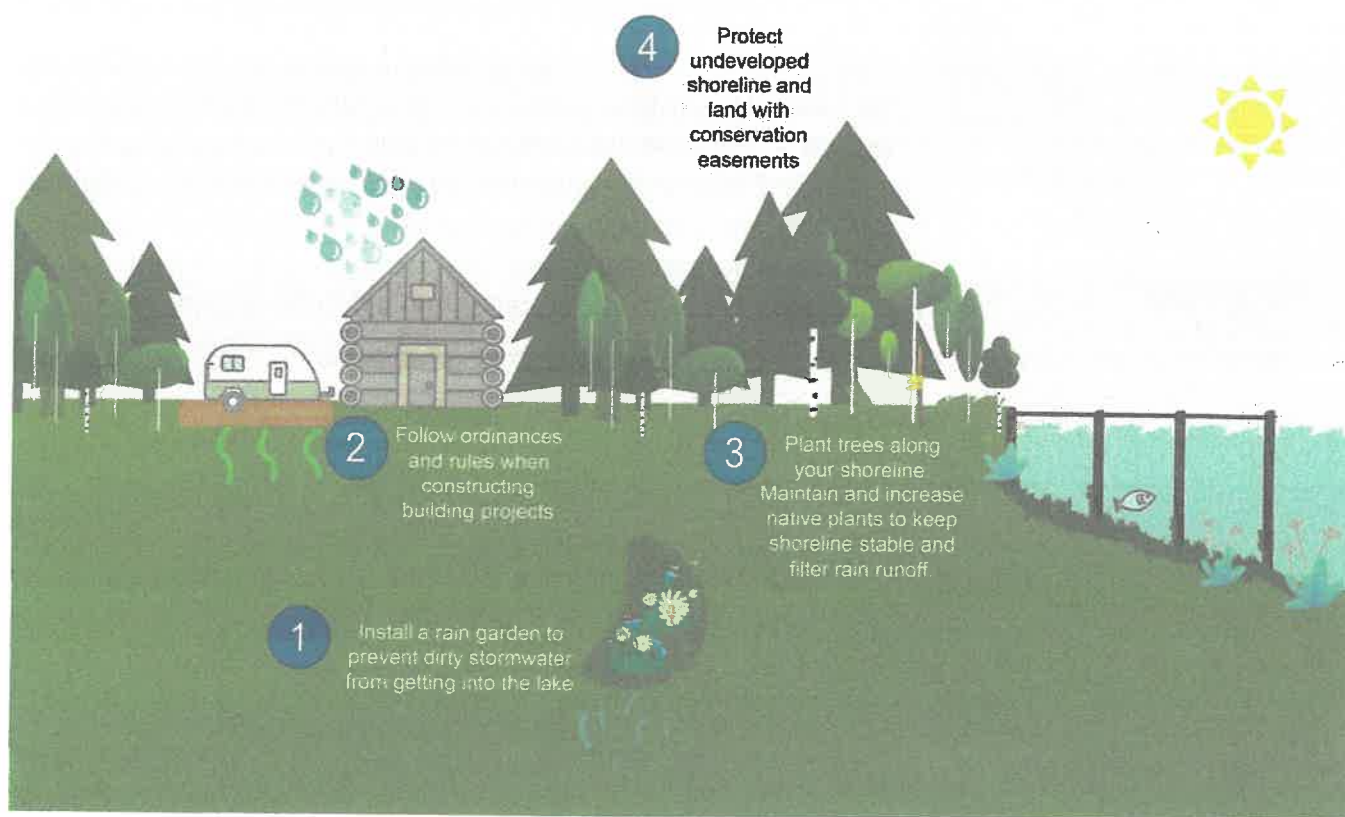 4
Protect
undeveloped
shoreline and
land with
conservation
easements
2
Follow ordinances
and rules when
constructing
building projects
3
Plant trees along
your shoreline.
Maintain and increase
native plants to keep
shoreline stable and
filter rain runoff.
1
Install a rain garden to
prevent dirty stormwater
from getting into the lake